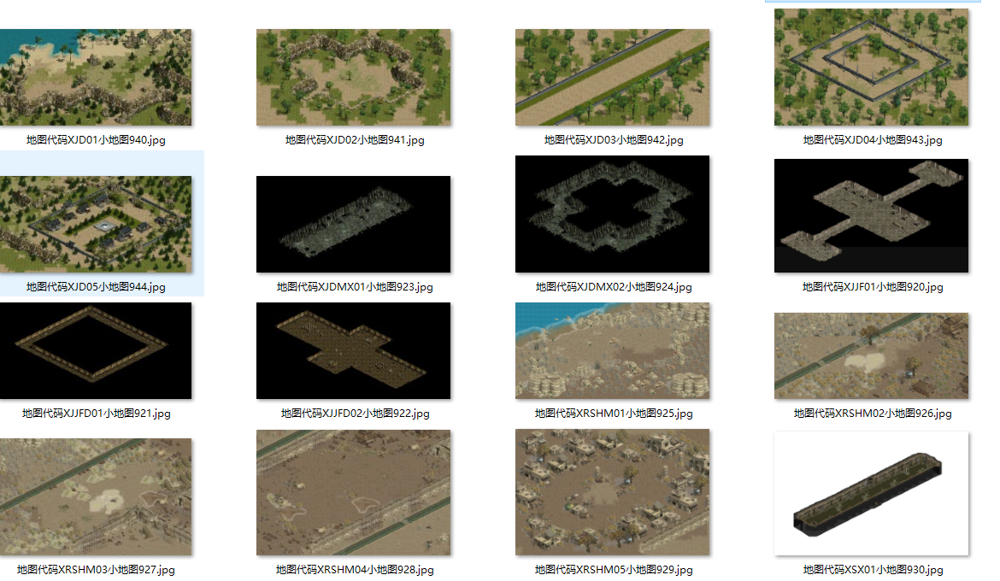 地图代码XJD01小地图940.jpg
地图代码XJD02小地图941.jpg
地图代码XJD03小地图942.jpg
地图代码XJD04小地图943.jpg
地图代码XJD05小地图944.jpg
地图代码XJDMX01小地图923.jpg
地图代码XJDMX02小地图924.jpg
地图代码XJJF01小地图920.jpg
地图代码XJJFD01小地图921.jpg
地图代码XJJFD02小地图922.jpg
地图代码XRSHM01小地图925.jpg
地图代码XRSHM02小地图926.jpg
地图代码XRSHM03小地图927.jpg
地图代码XRSHM04小地图928.jpg
地图代码XRSHM05小地图929.jpg
地图代码XSX01小地图930.jpg